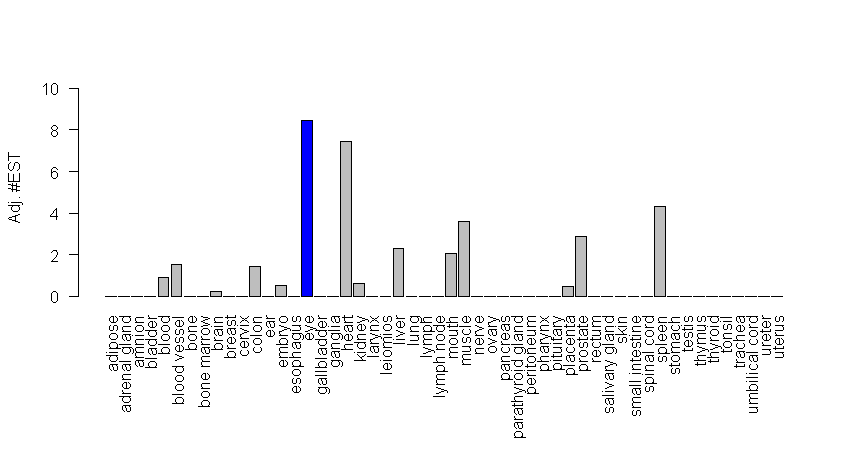 10
8
6
4
2
0
Adj. #EST
adipose
adrenal gland
amnion
bladder
blood
blood vessel
bone
bone marrow
brain
breast
cervix
colon
ear
embryo
esophagus
eye
gallbladder
ganglia
heart
kidney
larynx
leiomios
liver
lung
lymph
lymph node
mouth
muscle
nerve
ovary
pancreas
parathyroid gland
peritoneum
pharynx
pituitary
placenta
prostate
rectum
salivary gland
skin
small intestine
spinal cord
spleen
stomach
testis
thymus
thyroid
tonsil
trachea
umbilical cord
ureter
uterus